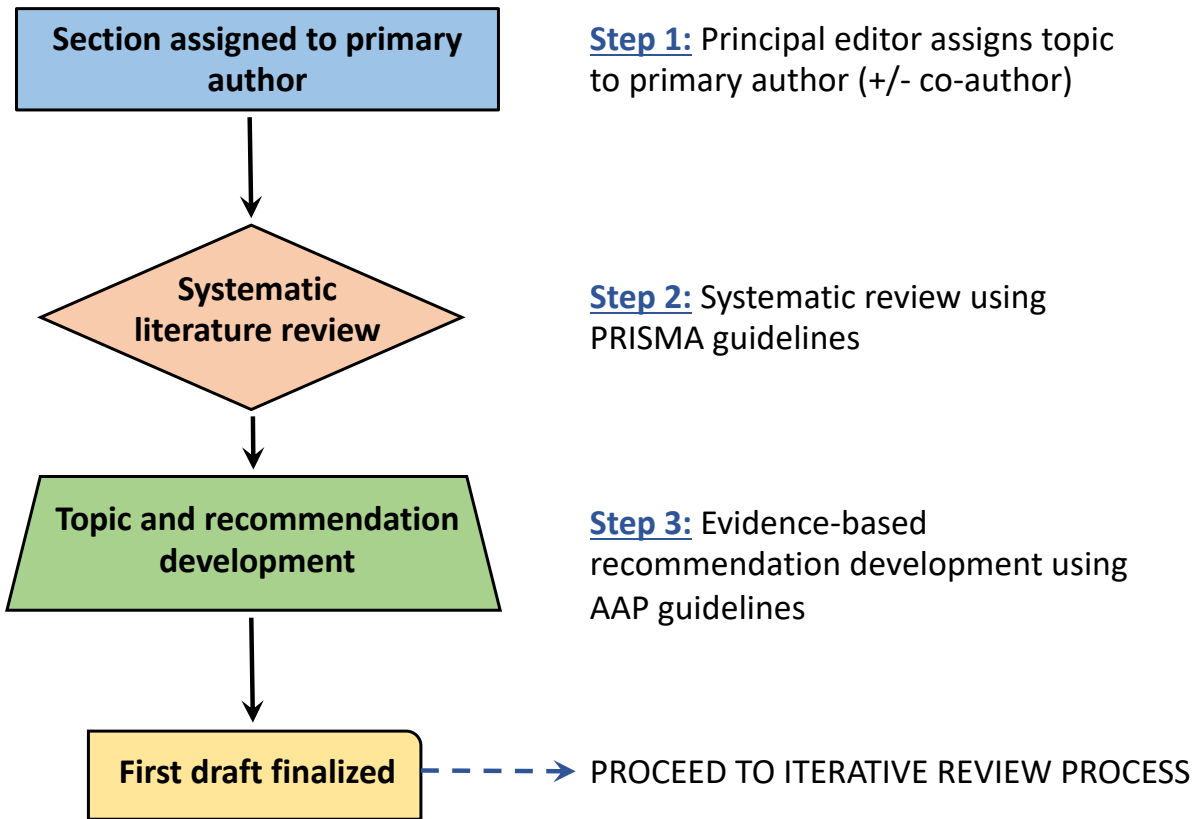 Section assigned to primary
author
Step 1: Principal editor assigns topic
to primary author (+/- co-author)
Systematic
literature review
Step 2: Systematic review using
PRISMA guidelines
Topic and recommendation
development
Step 3: Evidence-based
recommendation development using
AAP guidelines
First draft finalized
PROCEED TO ITERATIVE REVIEW PROCESS